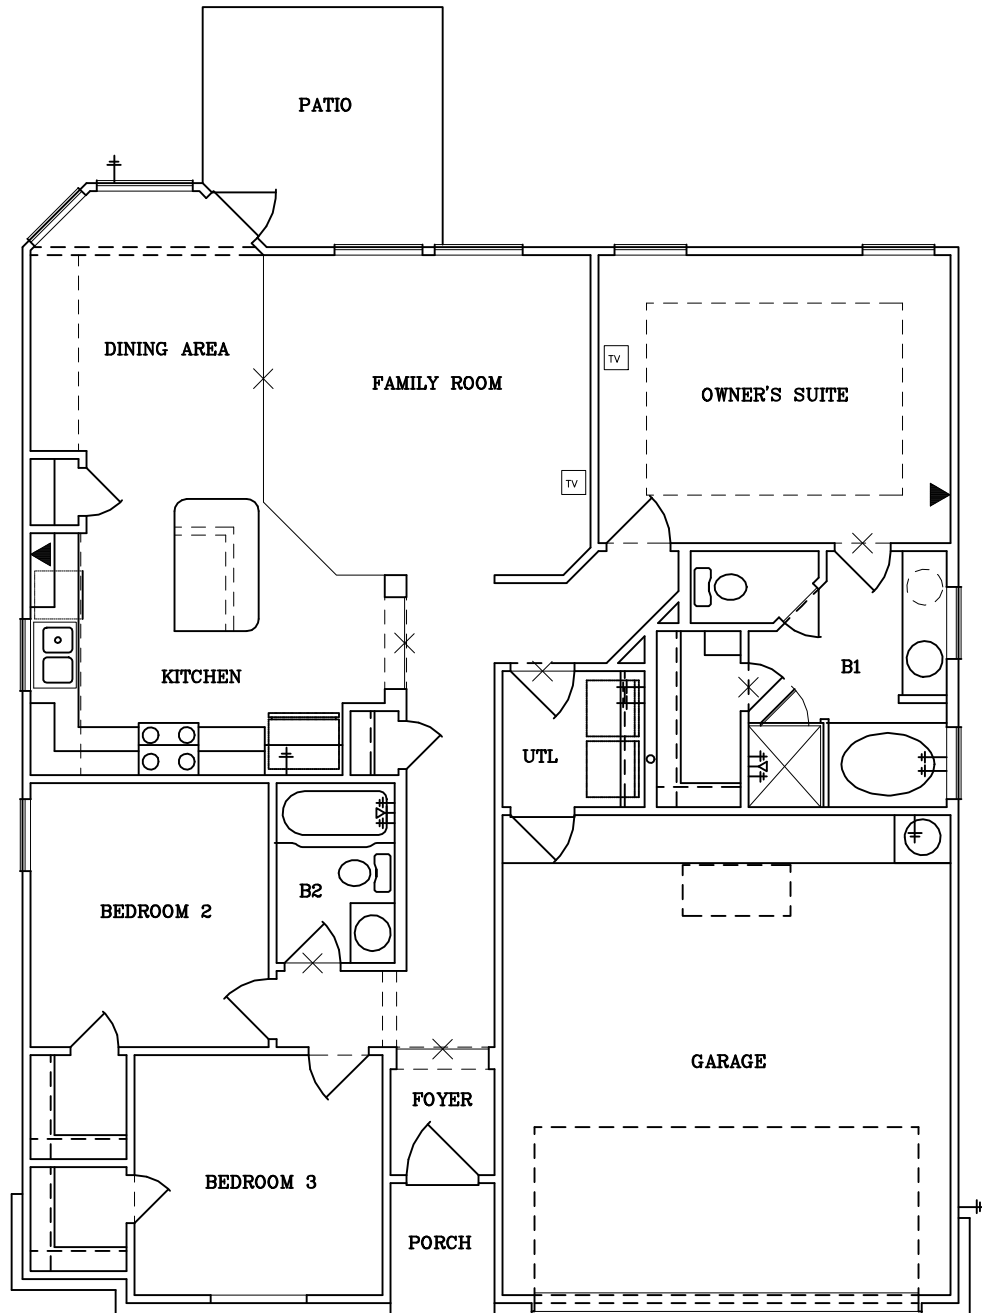 PATIO
DINING AREA
TV
FAMILY ROOM
OWNER'S SUITE
TV
KITCHEN
B1
UTL
B2
BEDROOM 2
GARAGE
FOYER
BEDROOM 3
PORCH